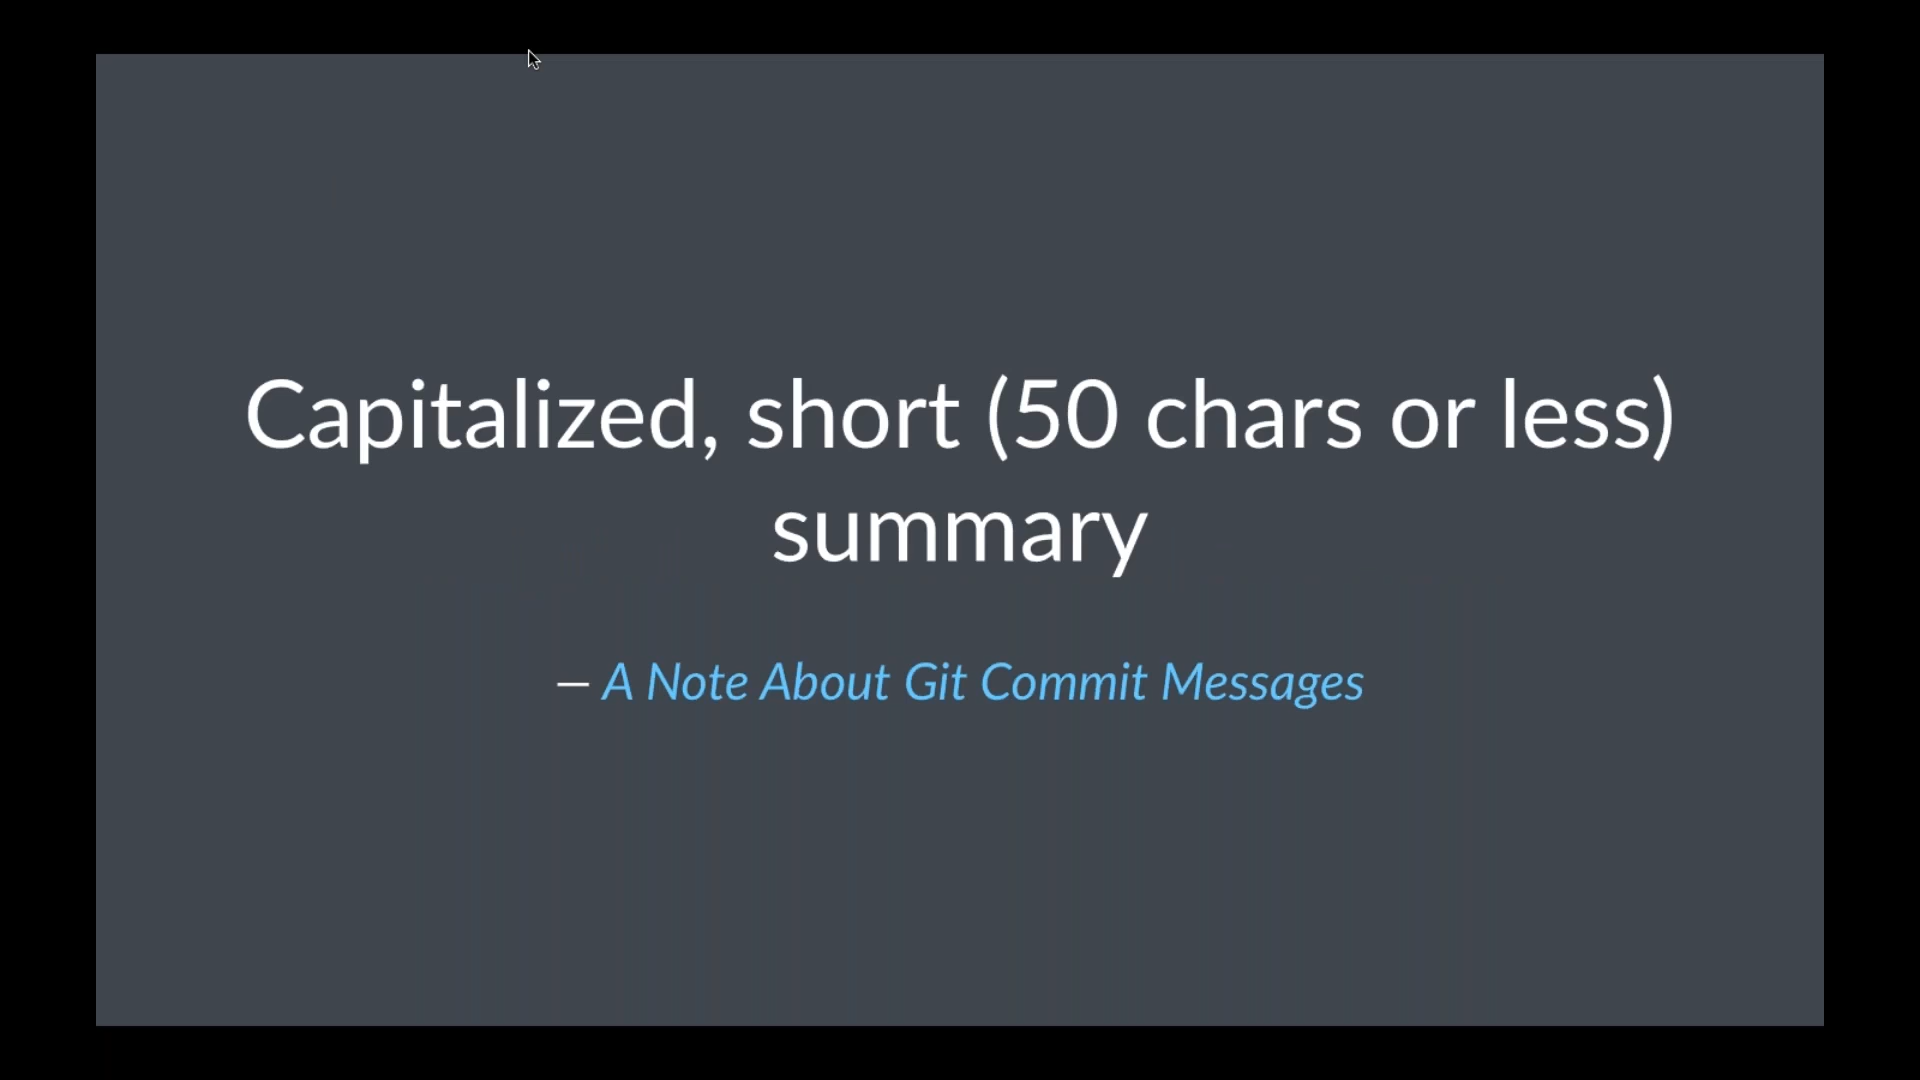 Capitalized, short (50 chars or less)
summary
— A Note About Git Commit Messages